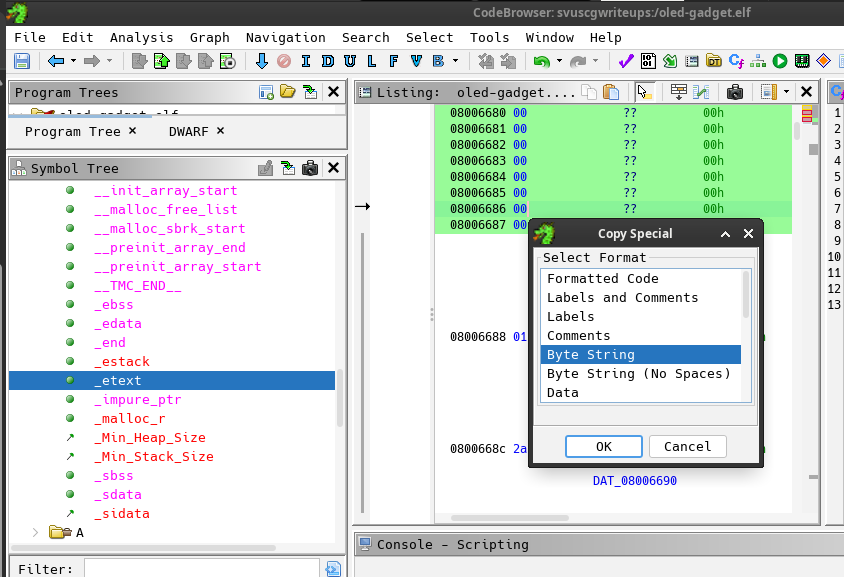 CodeBrowser: svuscgwriteups:/oled-gadget.elf
File Edit Analysis Graph Navigation Search Select Tools Window Help
I D U L F V B
Program Trees
oled-gadget.elf
Program Tree × DWARF ×
Symbol Tree
__init_array_start
__malloc_free_list
__malloc_sbrk_start
__preinit_array_end
__preinit_array_start
__TMC_END__
_ebss
_edata
_end
_estack
_etext
_impure_ptr
_malloc_r
_Min_Heap_Size
_Min_Stack_Size
_sbss
_sdata
_sidata
A
Filter:
Listing: oled-gadget....
08006680 00 ?? 00h
08006681 00 ?? 00h
08006682 00 ?? 00h
08006683 00 ?? 00h
08006684 00 ?? 00h
08006685 00 ?? 00h
08006686 00 ?? 00h
08006687 00
08006688 01
0800668c 2a
DAT_08006690
Copy Special
Select Format
Formatted Code
Labels and Comments
Labels
Comments
Byte String
Byte String (No Spaces)
Data
OK Cancel
Console - Scripting
1
2
3
4
5
6
7
8
9
10
11
12
13